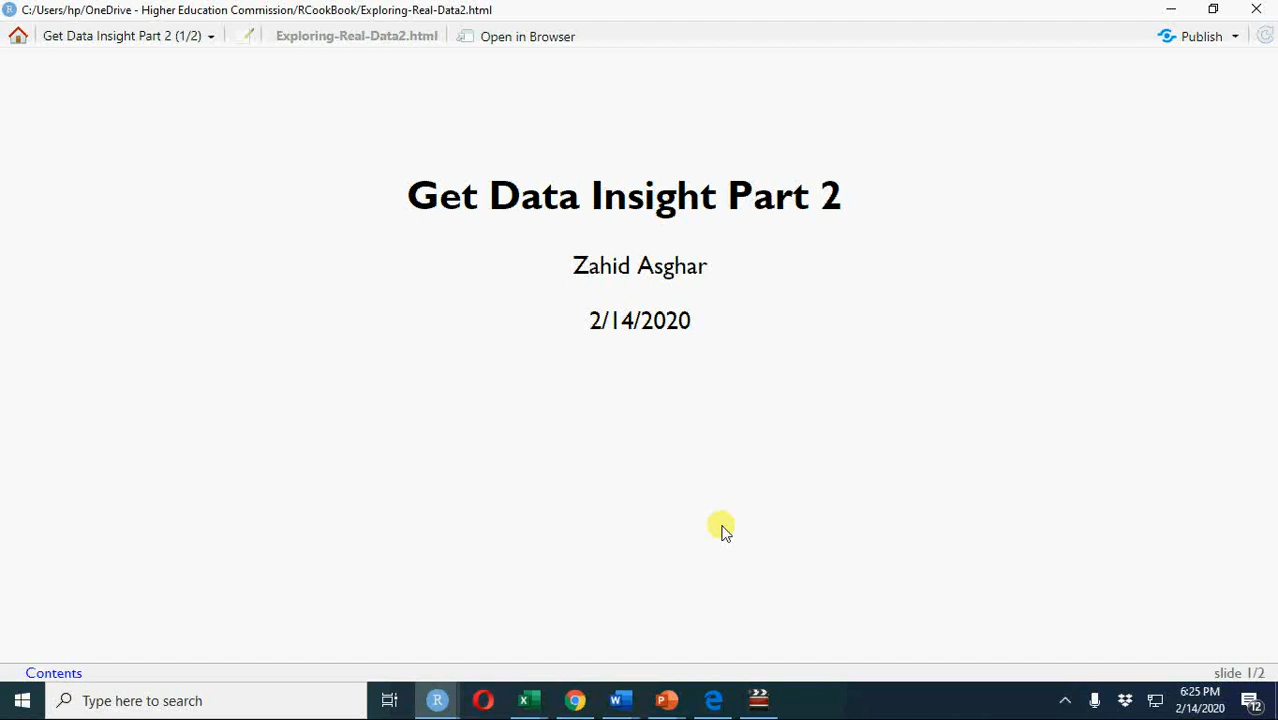 C:/Users/hp/OneDrive - Higher Education Commission/RCookBook/Exploring-Real-Data2.html
Get Data Insight Part 2 (1/2) Exploring-Real-Data2.html Open in Browser Publish
Get Data Insight Part 2
Zahid Asghar
2/14/2020
Contents slide 1/2
Type here to search
6:25 PM
2/14/2020
12